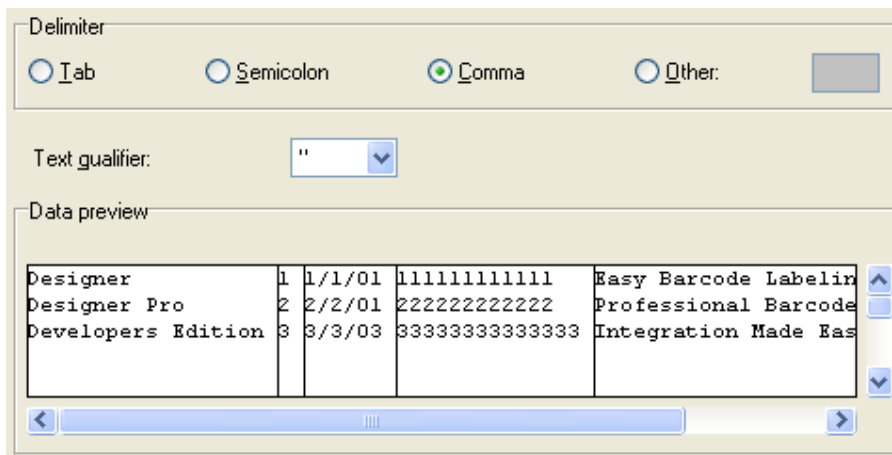 Delimiter
Tab Semicolon Comma Other:
Text qualifier: "
Data preview
Designer 1 1/1/01 111111111111 Easy Barcode Labelin
Designer Pro 2 2/2/01 222222222222 Professional Barcode
Developers Edition 3 3/3/03 33333333333333 Integration Made Eas